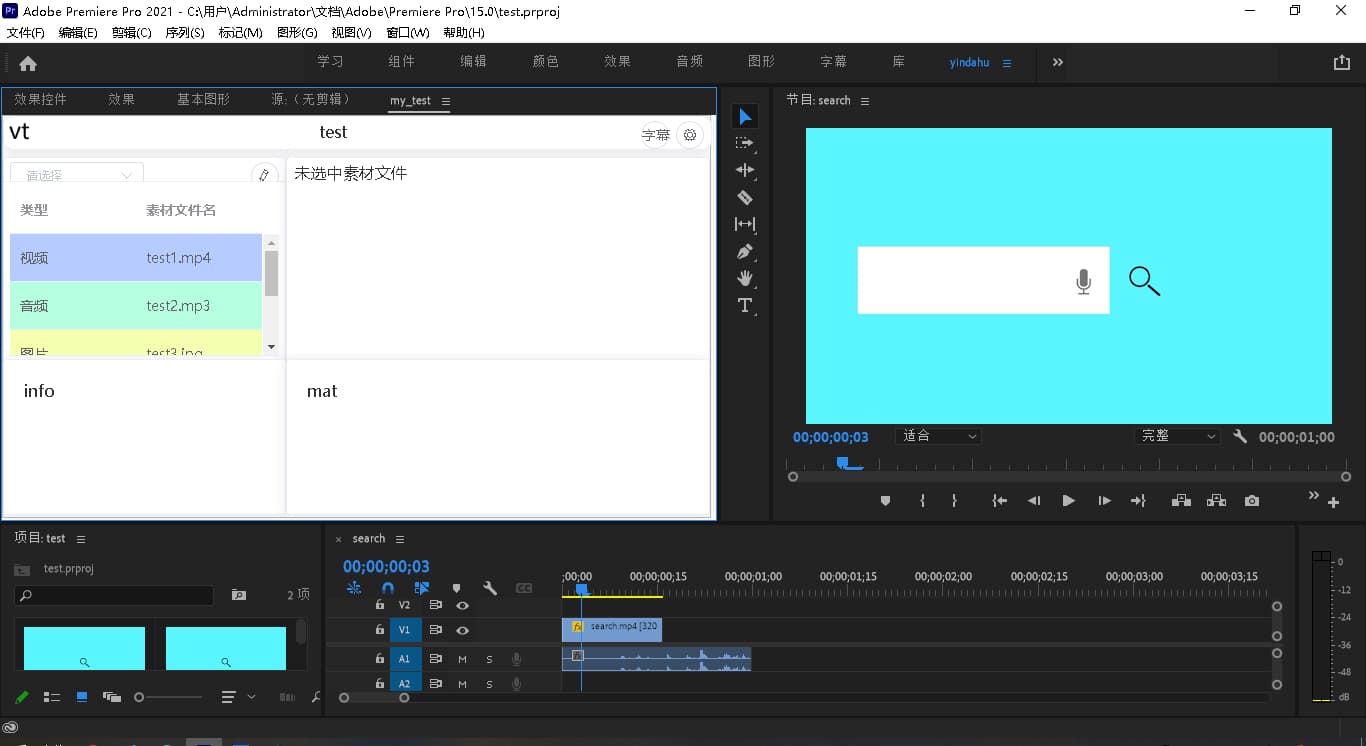 Adobe Premiere Pro 2021 - C:\用户\Administrator\文档\Adobe\Premiere Pro\15.0\test.prproj
文件(F) 编辑(E) 剪辑(C) 序列(S) 标记(M) 图形(G) 视图(V) 窗口(W) 帮助(H)
学习 组件 编辑 颜色 效果 音频 图形 字幕 库 yindahu
效果控件 效果 基本图形 源:（无剪辑） my_test
vt test 字幕
请选择
类型 素材文件名
视频 test1.mp4
音频 test2.mp3
图片 test3.jpg
未选中素材文件
info
mat
节目: search
00;00;00;03 适合 完整 00;00;01;00
项目: test
test.prproj
2 项
× search
00;00;00;03
;00;00 00;00;00;15 00;00;01;00 00;00;01;15 00;00;02;00 00;00;02;15 00;00;03;00 00;00;03;15
V2
V1
fx search.mp4 [320
A1 M S
A2 M S
0
-12
-24
-36
-48
dB